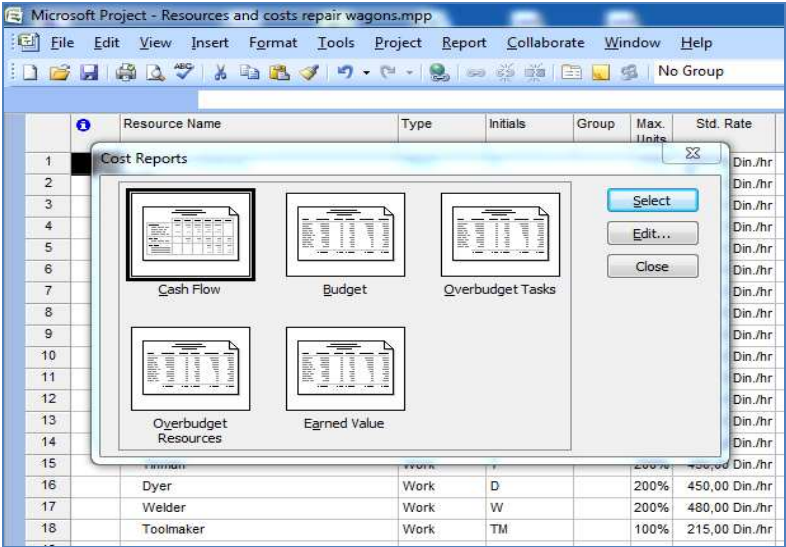 Microsoft Project - Resources and costs repair wagons.mpp
File Edit View Insert Format Tools Project Report Collaborate Window Help
No Group
Resource Name Type Initials Group Max. Units Std. Rate
Cost Reports
1 Din./hr
2 Din./hr
3 Din./hr
4 Din./hr
5 Din./hr
6 Din./hr
7 Din./hr
8 Din./hr
9 Din./hr
10 Din./hr
11 Din./hr
12 Din./hr
13 Din./hr
14 Din./hr
Select
Edit...
Close
Cash Flow Budget Overbudget Tasks
Overbudget Earned Value
Resources
15 Din./hr
16 Dyer Work D 200% 450,00 Din./hr
17 Welder Work W 200% 480,00 Din./hr
18 Toolmaker Work TM 100% 215,00 Din./hr